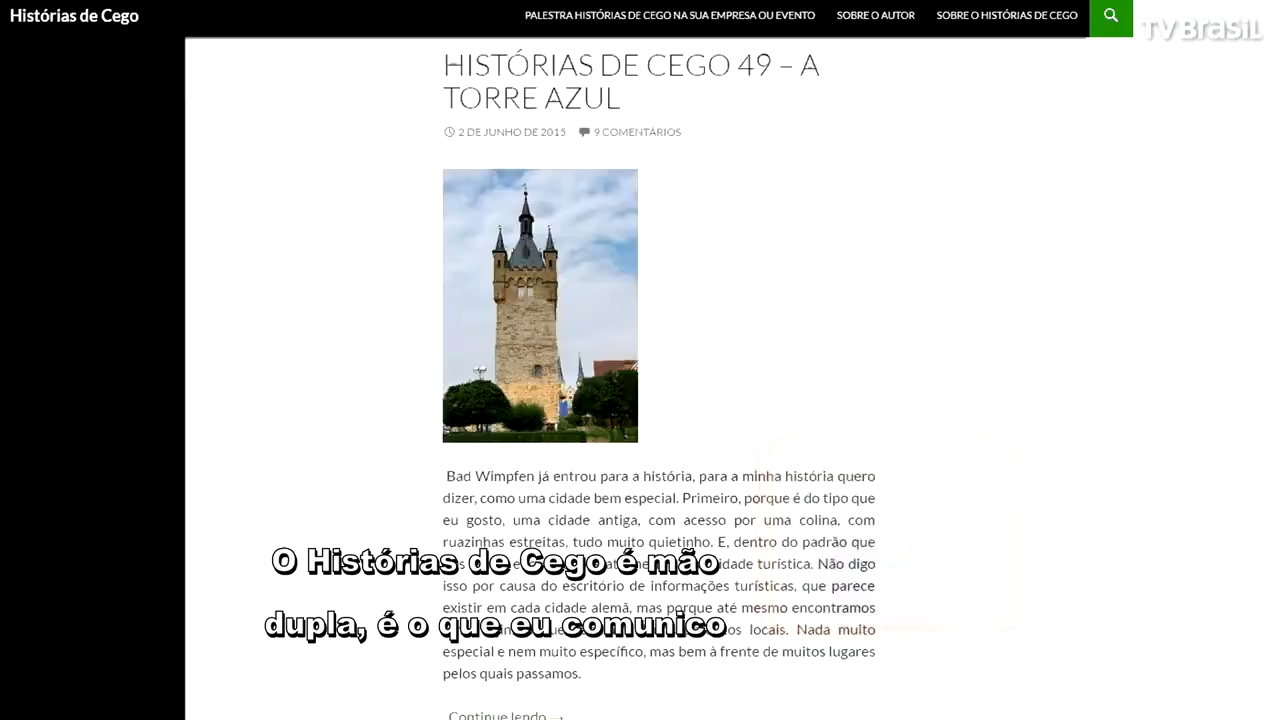 Histórias de Cego
PALESTRA HISTÓRIAS DE CEGO NA SUA EMPRESA OU EVENTO SOBRE O AUTOR SOBRE O HISTÓRIAS DE CEGO
TV BRASIL
HISTÓRIAS DE CEGO 49 – A
TORRE AZUL
2 DE JUNHO DE 2015 9 COMENTÁRIOS
Bad Wimpfen já entrou para a história, para a minha história quero
dizer, como uma cidade bem especial. Primeiro, porque é do tipo que
eu gosto, uma cidade antiga, com acesso por uma colina, com
ruazinhas estreitas, tudo muito quietinho. E, dentro do padrão que
cidade turística. Não digo
O Histórias de Cego é mão
isso por causa do escritório de informações turísticas, que parece
existir em cada cidade alemã, mas porque até mesmo encontramos
locais. Nada muito
dupla, é o que eu comunico
especial e nem muito específico, mas bem à frente de muitos lugares
pelos quais passamos.
Continue lendo →